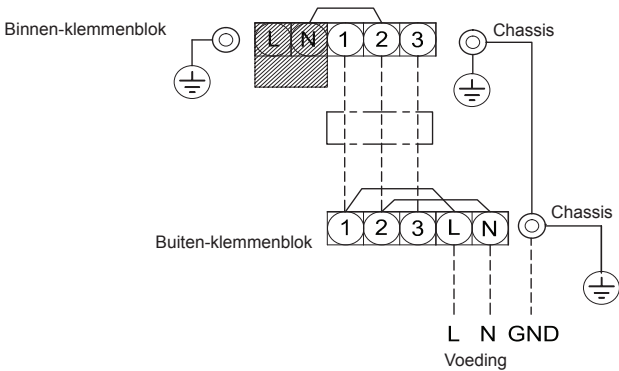 Binnen-klemmenblok
L N 1 2 3
Chassis
1 2 3 L N
Chassis
Buiten-klemmenblok
L N GND
Voeding